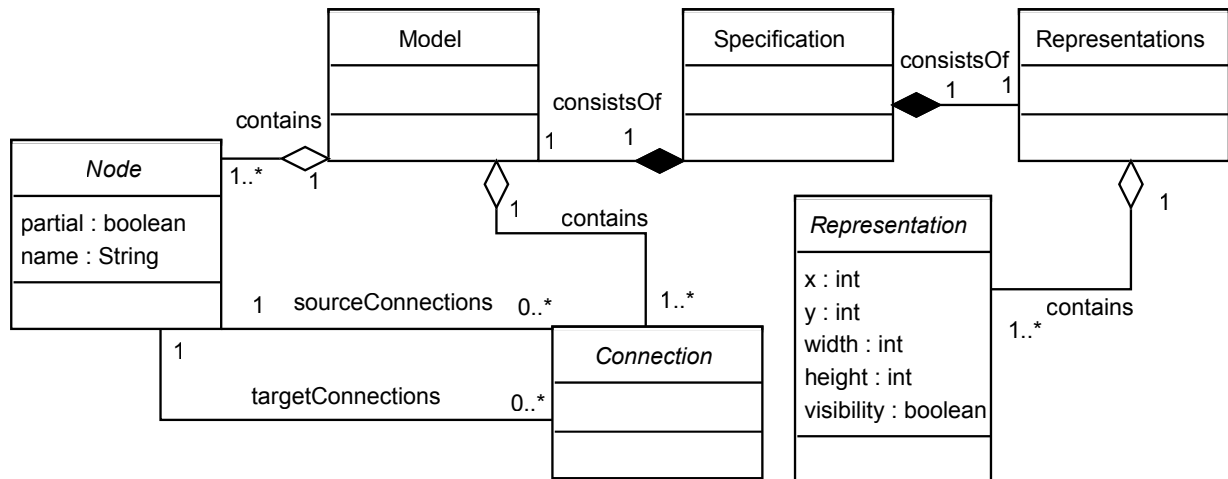 Model
Specification
Representations
consistsOf
1
1
consistsOf
1
1
contains
1..*
1
Node
partial : boolean
name : String
1
contains
1..*
1
sourceConnections
0..*
1
targetConnections
0..*
Connection
1
contains
1..*
Representation
x : int
y : int
width : int
height : int
visibility : boolean